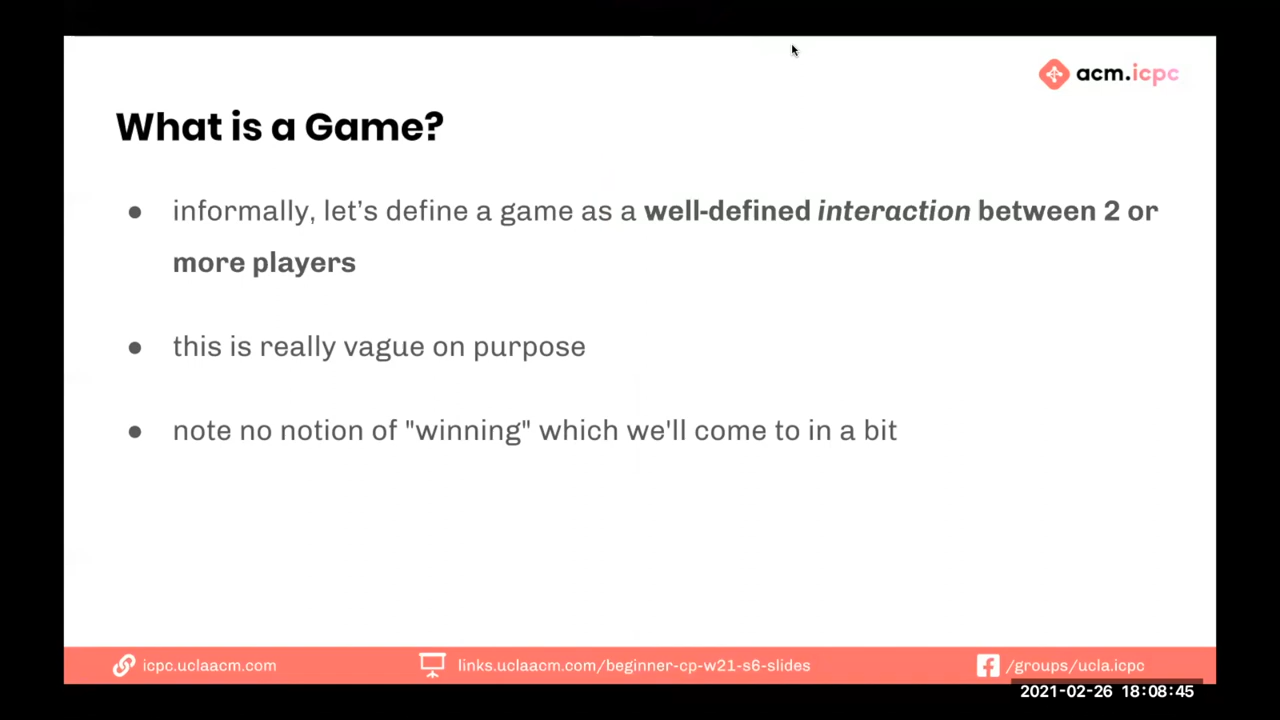 acm.icpc
What is a Game?
● informally, let’s define a game as a well-defined interaction between 2 or
more players
● this is really vague on purpose
● note no notion of "winning" which we'll come to in a bit
icpc.uclaacm.com
links.uclaacm.com/beginner-cp-w21-s6-slides
/groups/ucla.icpc
2021-02-26 18:08:45